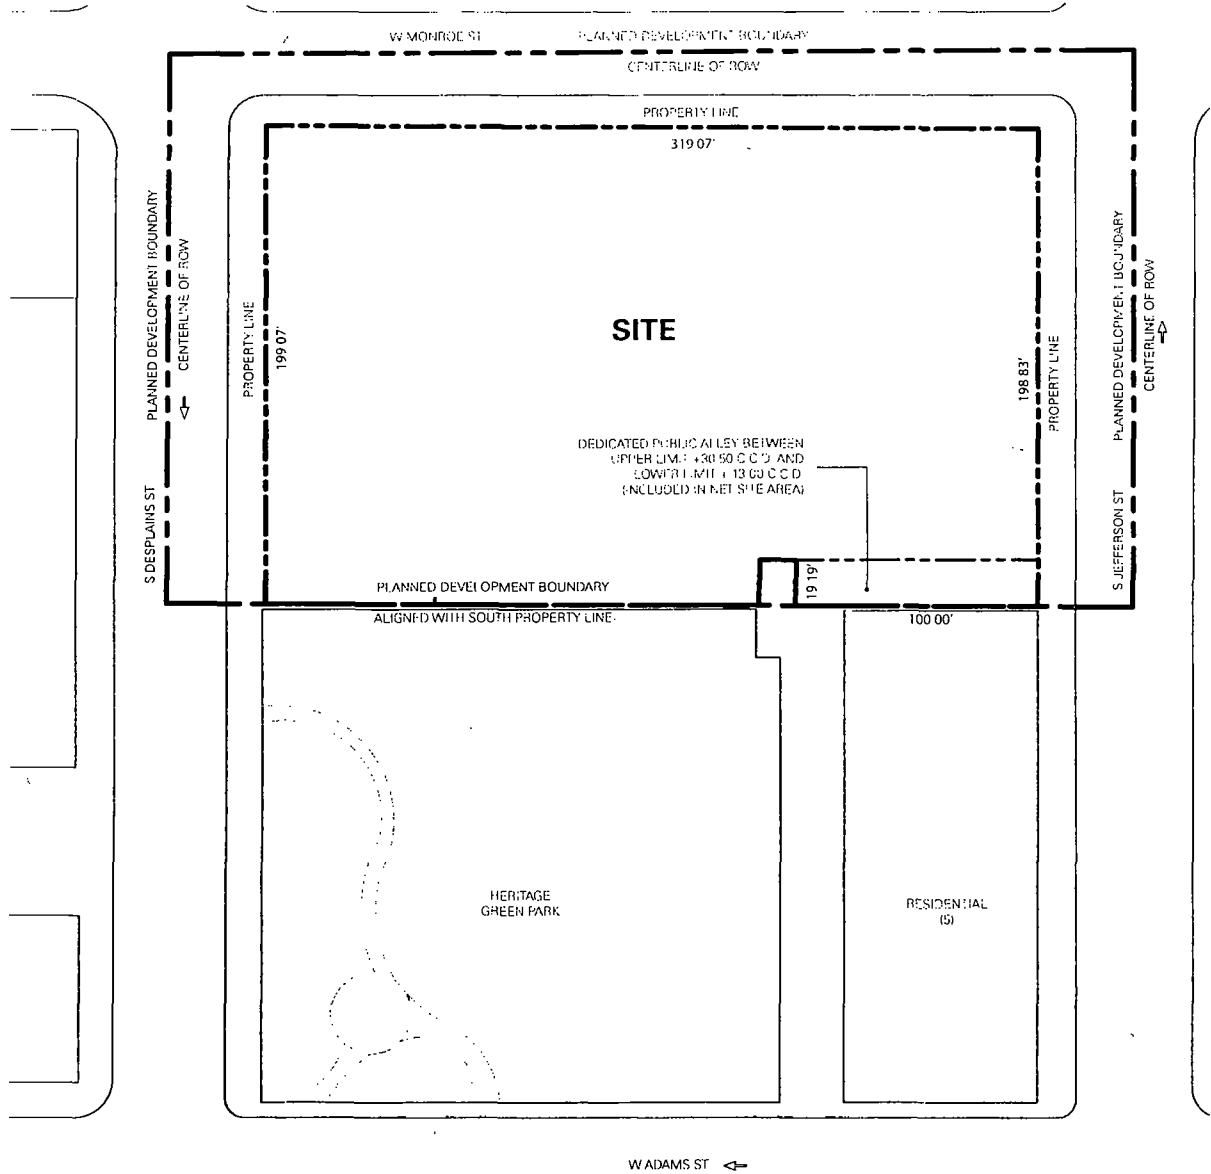 W MONROE ST
PLANNED DEVELOPMENT BOUNDARY
CENTERLINE OF ROW
PROPERTY LINE
319 07'
PLANNED DEVELOPMENT BOUNDARY
CENTERLINE OF ROW
S DESPLAINS ST
PROPERTY LINE
199 07'
SITE
198 83'
PROPERTY LINE
PLANNED DEVELOPMENT BOUNDARY
CENTERLINE OF ROW
S JEFFERSON ST
DEDICATED PUBLIC ALLEY BETWEEN
UPPER LIMIT +30 50 C C D AND
LOWER LIMIT + 13 00 C C D
(INCLUDED IN NET SITE AREA)
19 19'
PLANNED DEVELOPMENT BOUNDARY
ALIGNED WITH SOUTH PROPERTY LINE
100 00'
HERITAGE
GREEN PARK
RESIDENTIAL
(5)
W ADAMS ST